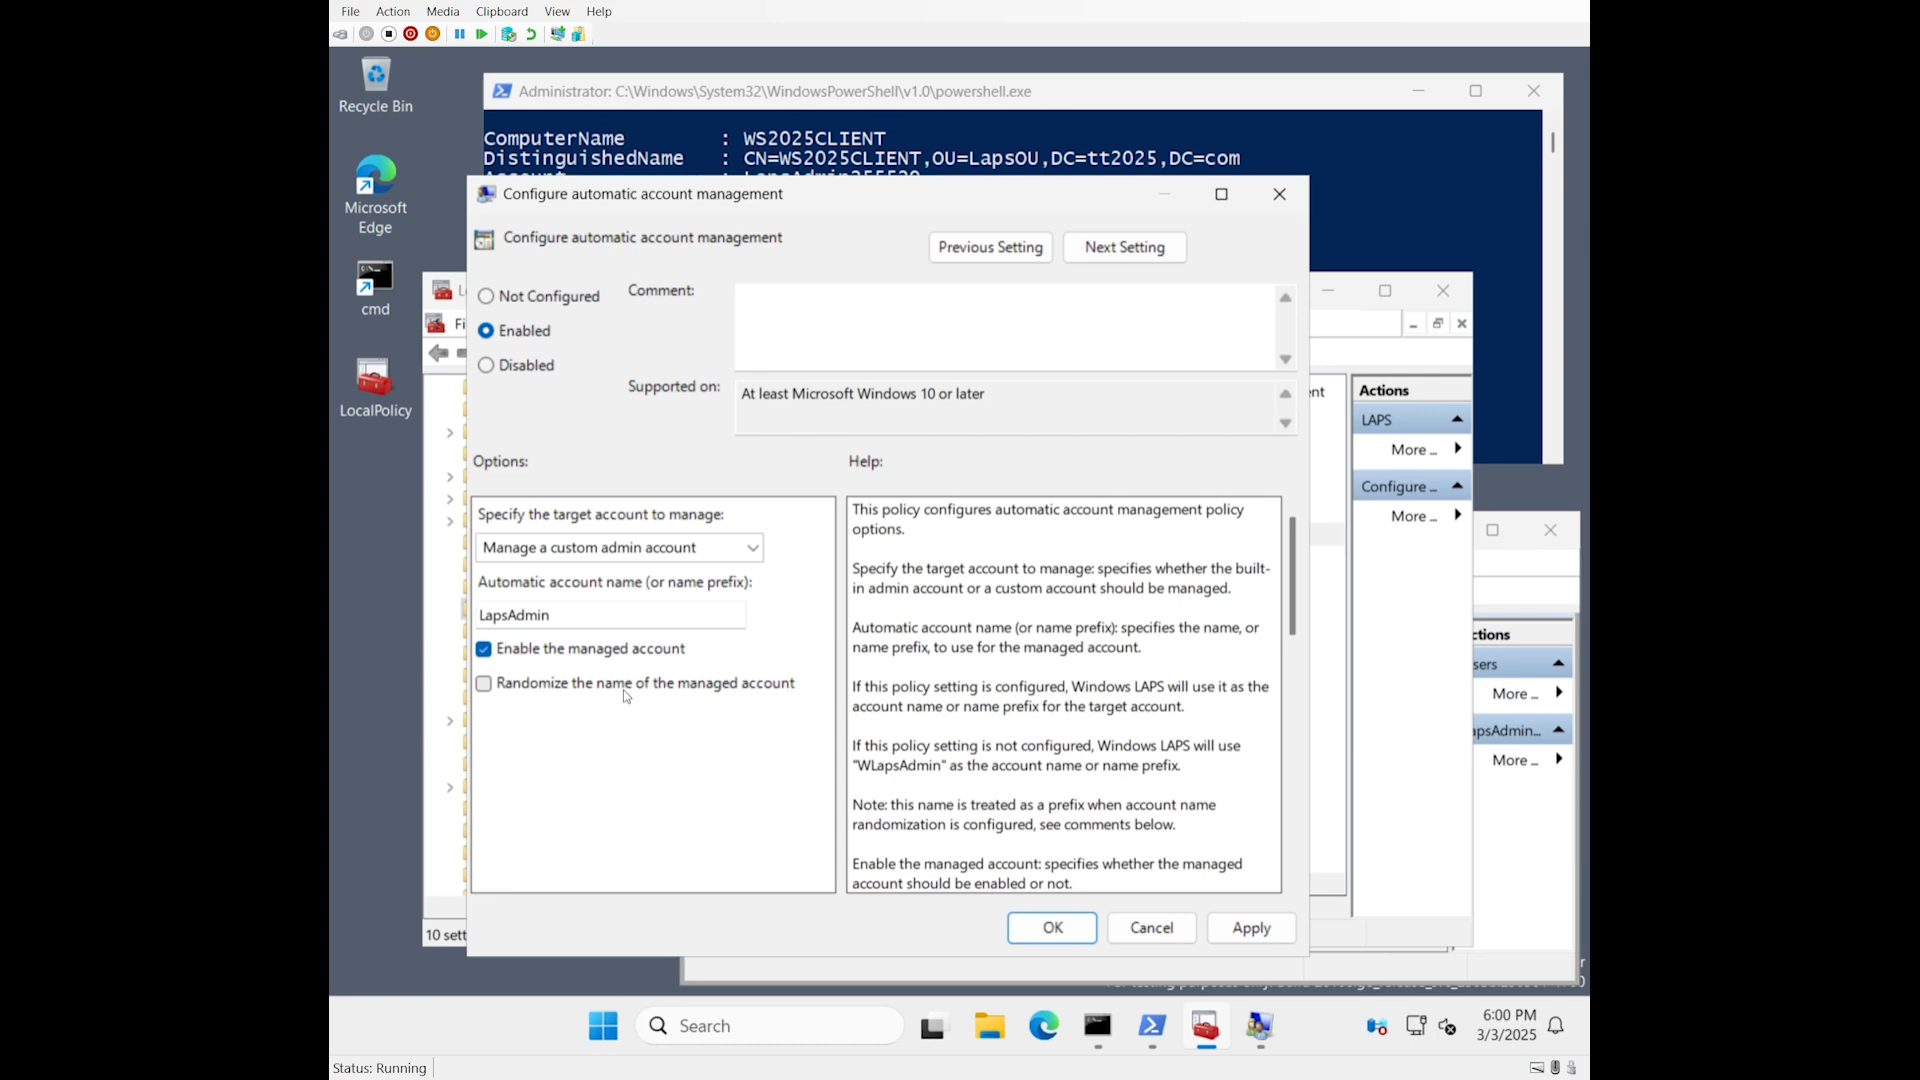 File Action Media Clipboard View Help
Recycle Bin
Microsoft
Edge
cmd
LocalPolicy
Administrator: C:\Windows\System32\WindowsPowerShell\v1.0\powershell.exe
ComputerName : WS2025CLIENT
DistinguishedName : CN=WS2025CLIENT,OU=LapsOU,DC=tt2025,DC=com
Configure automatic account management
Configure automatic account management
Previous Setting
Next Setting
Not Configured
Enabled
Disabled
Comment:
Supported on:
At least Microsoft Windows 10 or later
Options:
Help:
Specify the target account to manage:
Manage a custom admin account
Automatic account name (or name prefix):
LapsAdmin
Enable the managed account
Randomize the name of the managed account
This policy configures automatic account management policy
options.
Specify the target account to manage: specifies whether the built-
in admin account or a custom account should be managed.
Automatic account name (or name prefix): specifies the name, or
name prefix, to use for the managed account.
If this policy setting is configured, Windows LAPS will use it as the
account name or name prefix for the target account.
If this policy setting is not configured, Windows LAPS will use
"WLapsAdmin" as the account name or name prefix.
Note: this name is treated as a prefix when account name
randomization is configured, see comments below.
Enable the managed account: specifies whether the managed
account should be enabled or not.
OK
Cancel
Apply
Fi
nt
Actions
LAPS
More ...
Configure ...
More ...
10 sett
ctions
sers
More ...
apsAdmin...
More ...
Search
6:00 PM
3/3/2025
Status: Running